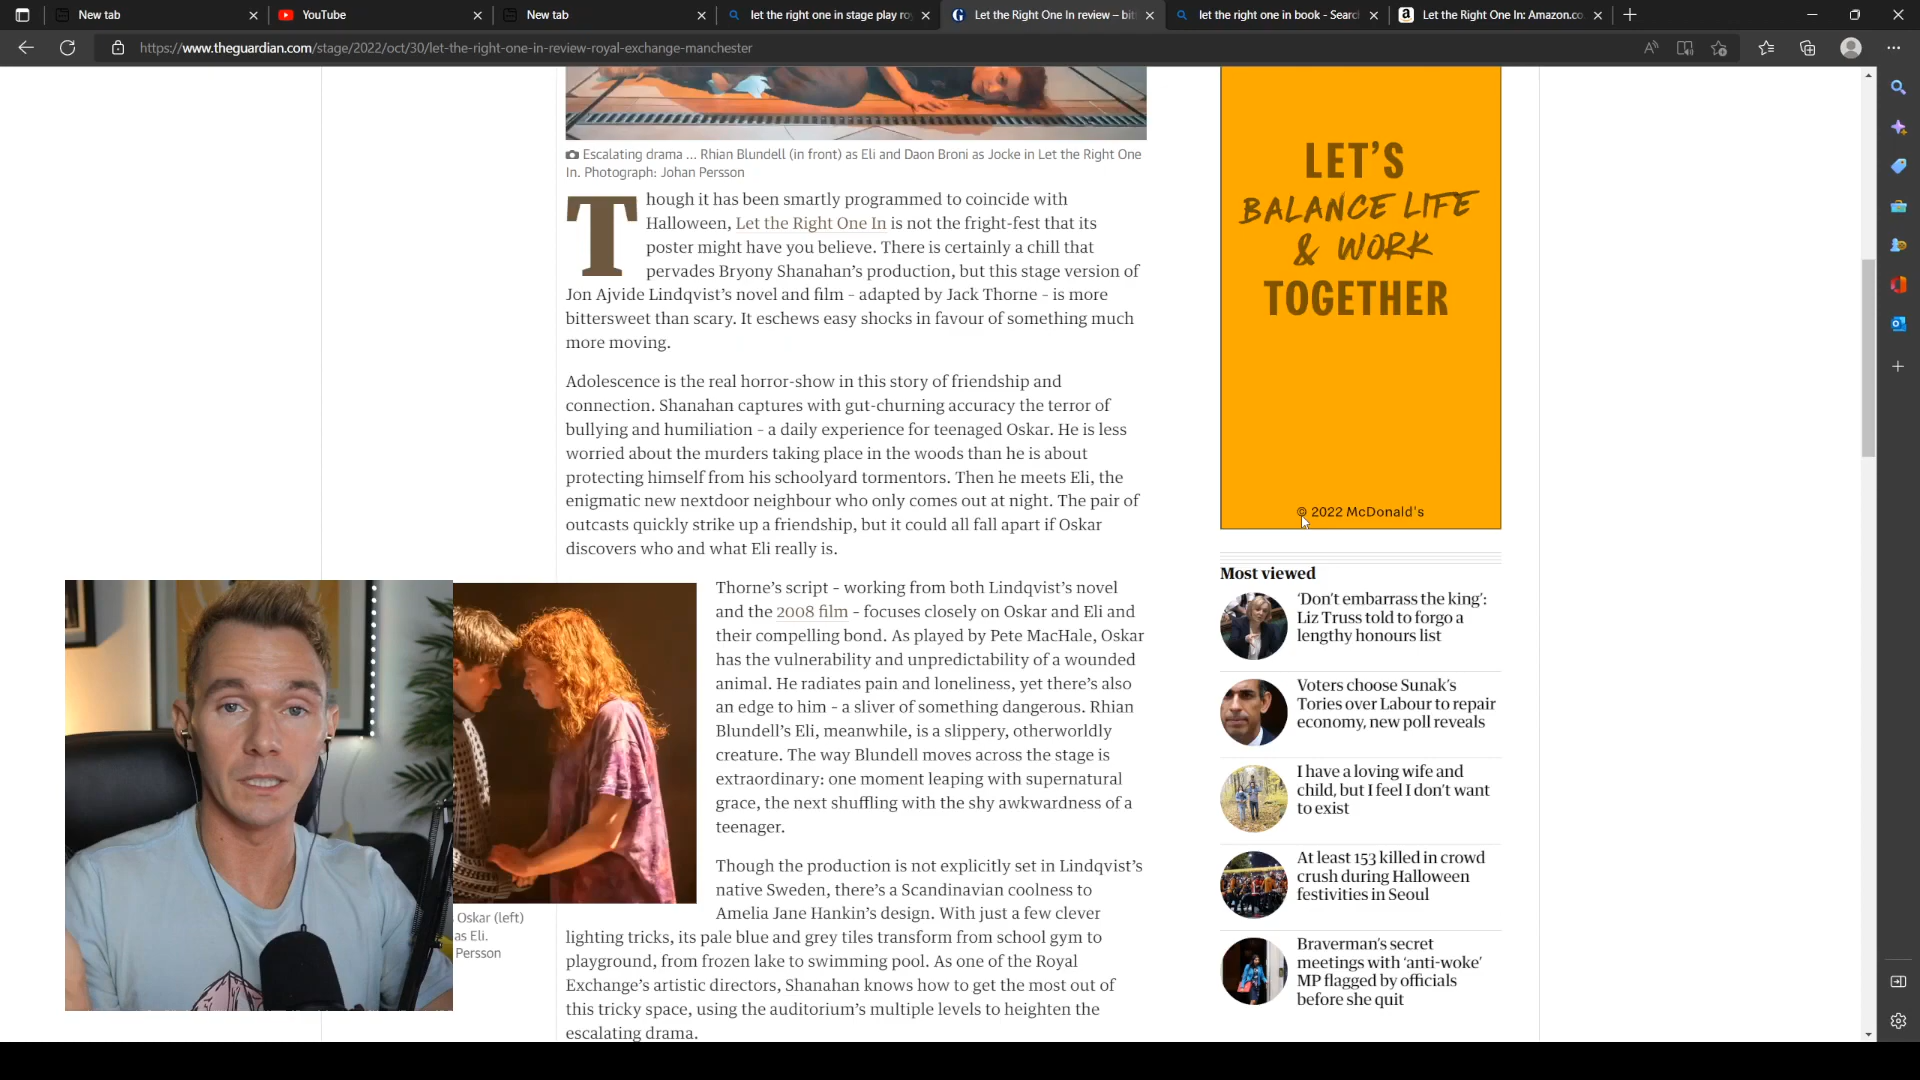 New tab
YouTube
New tab
let the right one in stage play ro
Let the Right One In review – bit
let the right one in book - Searc
Let the Right One In: Amazon.co
https://www.theguardian.com/stage/2022/oct/30/let-the-right-one-in-review-royal-exchange-manchester
Escalating drama ... Rhian Blundell (in front) as Eli and Daon Broni as Jocke in Let the Right One
In. Photograph: Johan Persson
Though it has been smartly programmed to coincide with
Halloween, Let the Right One In is not the fright-fest that its
poster might have you believe. There is certainly a chill that
pervades Bryony Shanahan's production, but this stage version of
Jon Ajvide Lindqvist's novel and film – adapted by Jack Thorne – is more
bittersweet than scary. It eschews easy shocks in favour of something much
more moving.
Adolescence is the real horror-show in this story of friendship and
connection. Shanahan captures with gut-churning accuracy the terror of
bullying and humiliation – a daily experience for teenaged Oskar. He is less
worried about the murders taking place in the woods than he is about
protecting himself from his schoolyard tormentors. Then he meets Eli, the
enigmatic new nextdoor neighbour who only comes out at night. The pair of
outcasts quickly strike up a friendship, but it could all fall apart if Oskar
discovers who and what Eli really is.
Oskar (left)
as Eli.
Persson
Thorne's script – working from both Lindqvist's novel
and the 2008 film – focuses closely on Oskar and Eli and
their compelling bond. As played by Pete MacHale, Oskar
has the vulnerability and unpredictability of a wounded
animal. He radiates pain and loneliness, yet there's also
an edge to him – a sliver of something dangerous. Rhian
Blundell's Eli, meanwhile, is a slippery, otherworldly
creature. The way Blundell moves across the stage is
extraordinary: one moment leaping with supernatural
grace, the next shuffling with the shy awkwardness of a
teenager.
Though the production is not explicitly set in Lindqvist's
native Sweden, there's a Scandinavian coolness to
Amelia Jane Hankin's design. With just a few clever
lighting tricks, its pale blue and grey tiles transform from school gym to
playground, from frozen lake to swimming pool. As one of the Royal
Exchange's artistic directors, Shanahan knows how to get the most out of
this tricky space, using the auditorium's multiple levels to heighten the
escalating drama.
LET'S
BALANCE LIFE
& WORK
TOGETHER
© 2022 McDonald's
Most viewed
'Don't embarrass the king':
Liz Truss told to forgo a
lengthy honours list
Voters choose Sunak's
Tories over Labour to repair
economy, new poll reveals
I have a loving wife and
child, but I feel I don't want
to exist
At least 153 killed in crowd
crush during Halloween
festivities in Seoul
Braverman's secret
meetings with 'anti-woke'
MP flagged by officials
before she quit